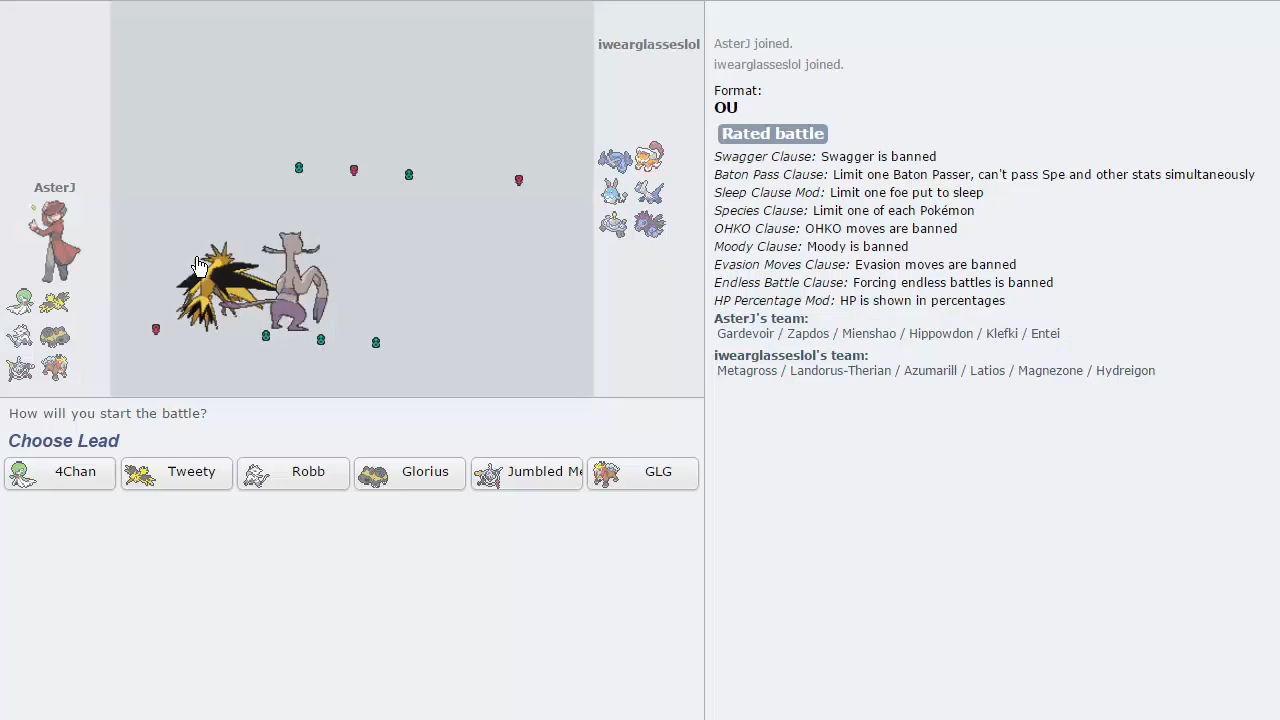 iwearglasseslol
AsterJ
How will you start the battle?
Choose Lead
4Chan
Tweety
Robb
Glorius
Jumbled Me
GLG
AsterJ joined.
iwearglasseslol joined.
Format:
OU
Rated battle
Swagger Clause: Swagger is banned
Baton Pass Clause: Limit one Baton Passer, can't pass Spe and other stats simultaneously
Sleep Clause Mod: Limit one foe put to sleep
Species Clause: Limit one of each Pokémon
OHKO Clause: OHKO moves are banned
Moody Clause: Moody is banned
Evasion Moves Clause: Evasion moves are banned
Endless Battle Clause: Forcing endless battles is banned
HP Percentage Mod: HP is shown in percentages
AsterJ's team:
Gardevoir / Zapdos / Mienshao / Hippowdon / Klefki / Entei
iwearglasseslol's team:
Metagross / Landorus-Therian / Azumarill / Latios / Magnezone / Hydreigon